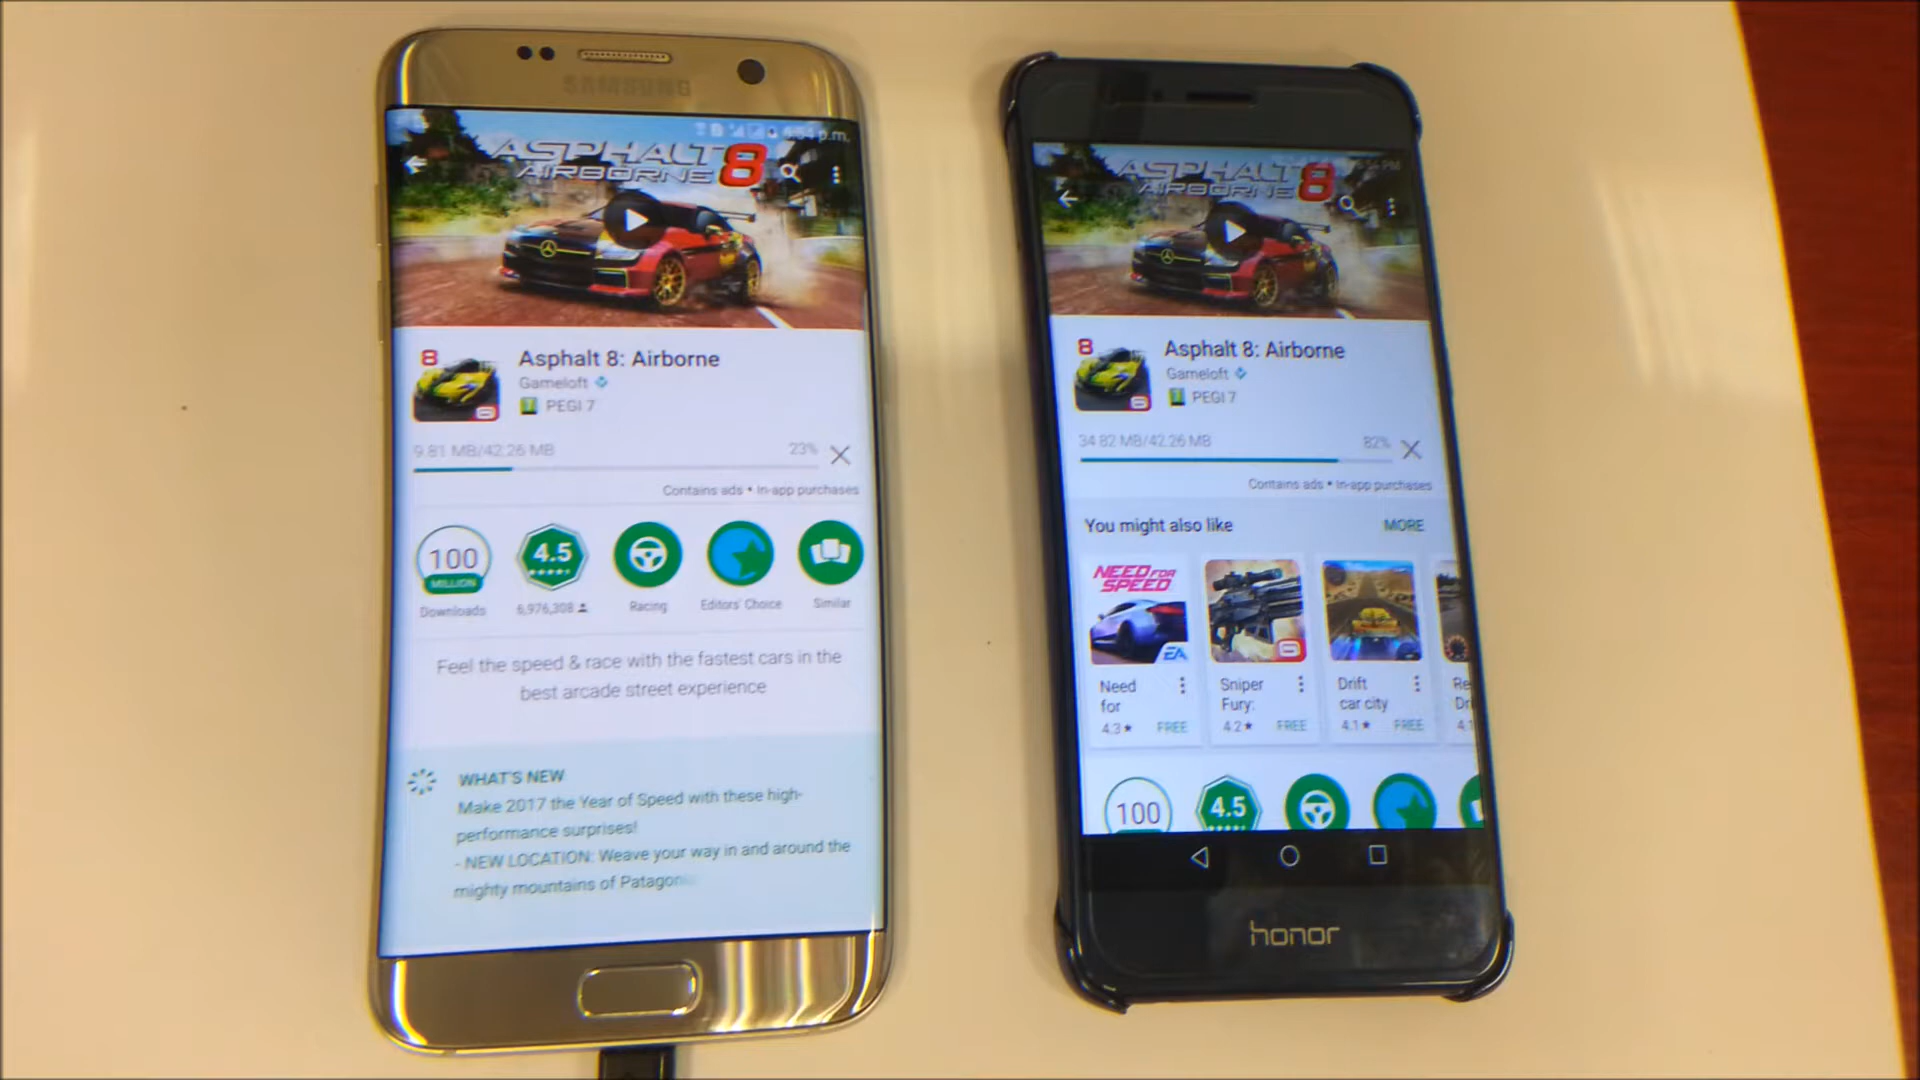 SAMSUNG
p.m.
ASPHALT 8
AIRBORNE
Asphalt 8: Airborne
Gameloft
7 PEGI 7
9.81 MB/42.26 MB 23%
Contains ads • In-app purchases
100
MILLION
Downloads
4.5
6,976,308
Racing
Editors' Choice
Similar
Feel the speed & race with the fastest cars in the
best arcade street experience
WHAT'S NEW
Make 2017 the Year of Speed with these high-
performance surprises!
- NEW LOCATION: Weave your way in and around the
mighty mountains of Patagon
PM
ASPHALT 8
AIRBORNE
8
Asphalt 8: Airborne
Gameloft
7 PEGI 7
34.82 MB/42.26 MB 82%
Contains ads • In-app purchases
You might also like MORE
NEED FOR
SPEED
EA
Need
for
4.3★ FREE
Sniper
Fury:
4.2★ FREE
Drift
car city
4.1★ FREE
Re
Dri
100
4.5
honor